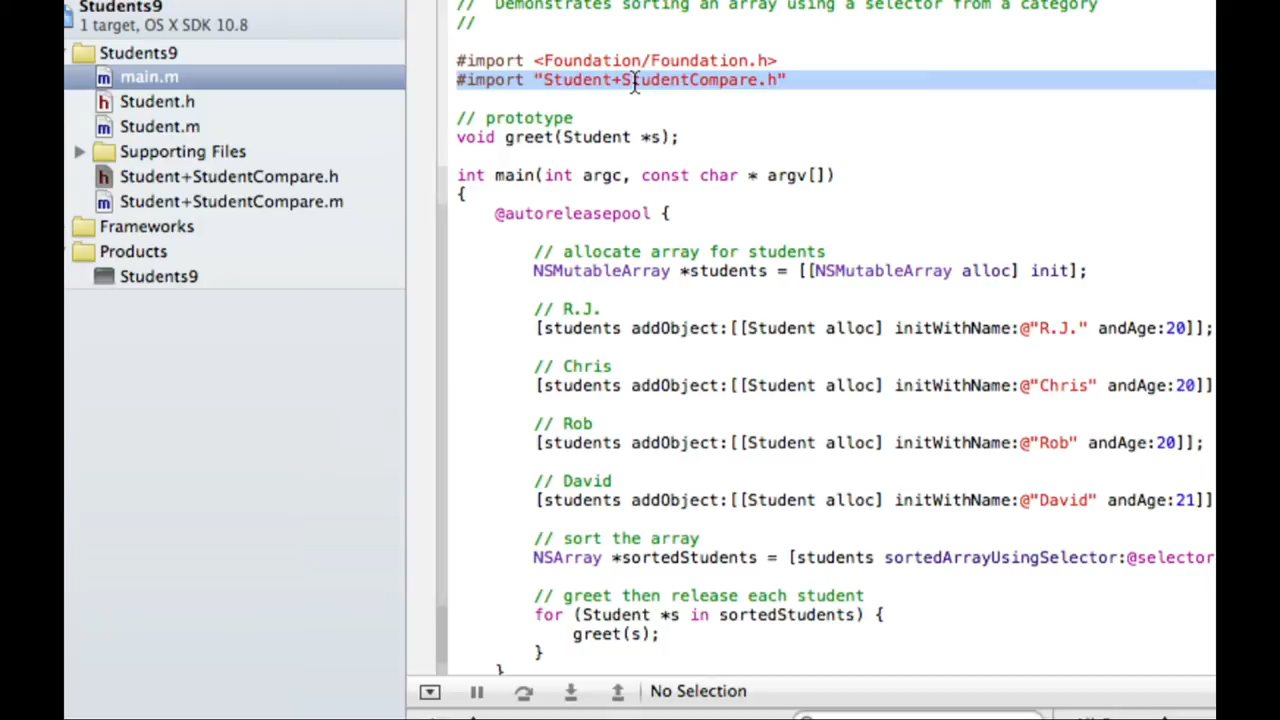 Students9
1 target, OS X SDK 10.8
Students9
main.m
Student.h
Student.m
Supporting Files
Student+StudentCompare.h
Student+StudentCompare.m
Frameworks
Products
Students9
// Demonstrates sorting an array using a selector from a category
//
#import <Foundation/Foundation.h>
#import "Student+StudentCompare.h"
// prototype
void greet(Student *s);
int main(int argc, const char * argv[])
{
@autoreleasepool {
// allocate array for students
NSMutableArray *students = [[NSMutableArray alloc] init];
// R.J.
[students addObject:[[Student alloc] initWithName:@"R.J." andAge:20]];
// Chris
[students addObject:[[Student alloc] initWithName:@"Chris" andAge:20]]
// Rob
[students addObject:[[Student alloc] initWithName:@"Rob" andAge:20]];
// David
[students addObject:[[Student alloc] initWithName:@"David" andAge:21]]
// sort the array
NSArray *sortedStudents = [students sortedArrayUsingSelector:@selector
// greet then release each student
for (Student *s in sortedStudents) {
greet(s);
}
}
No Selection